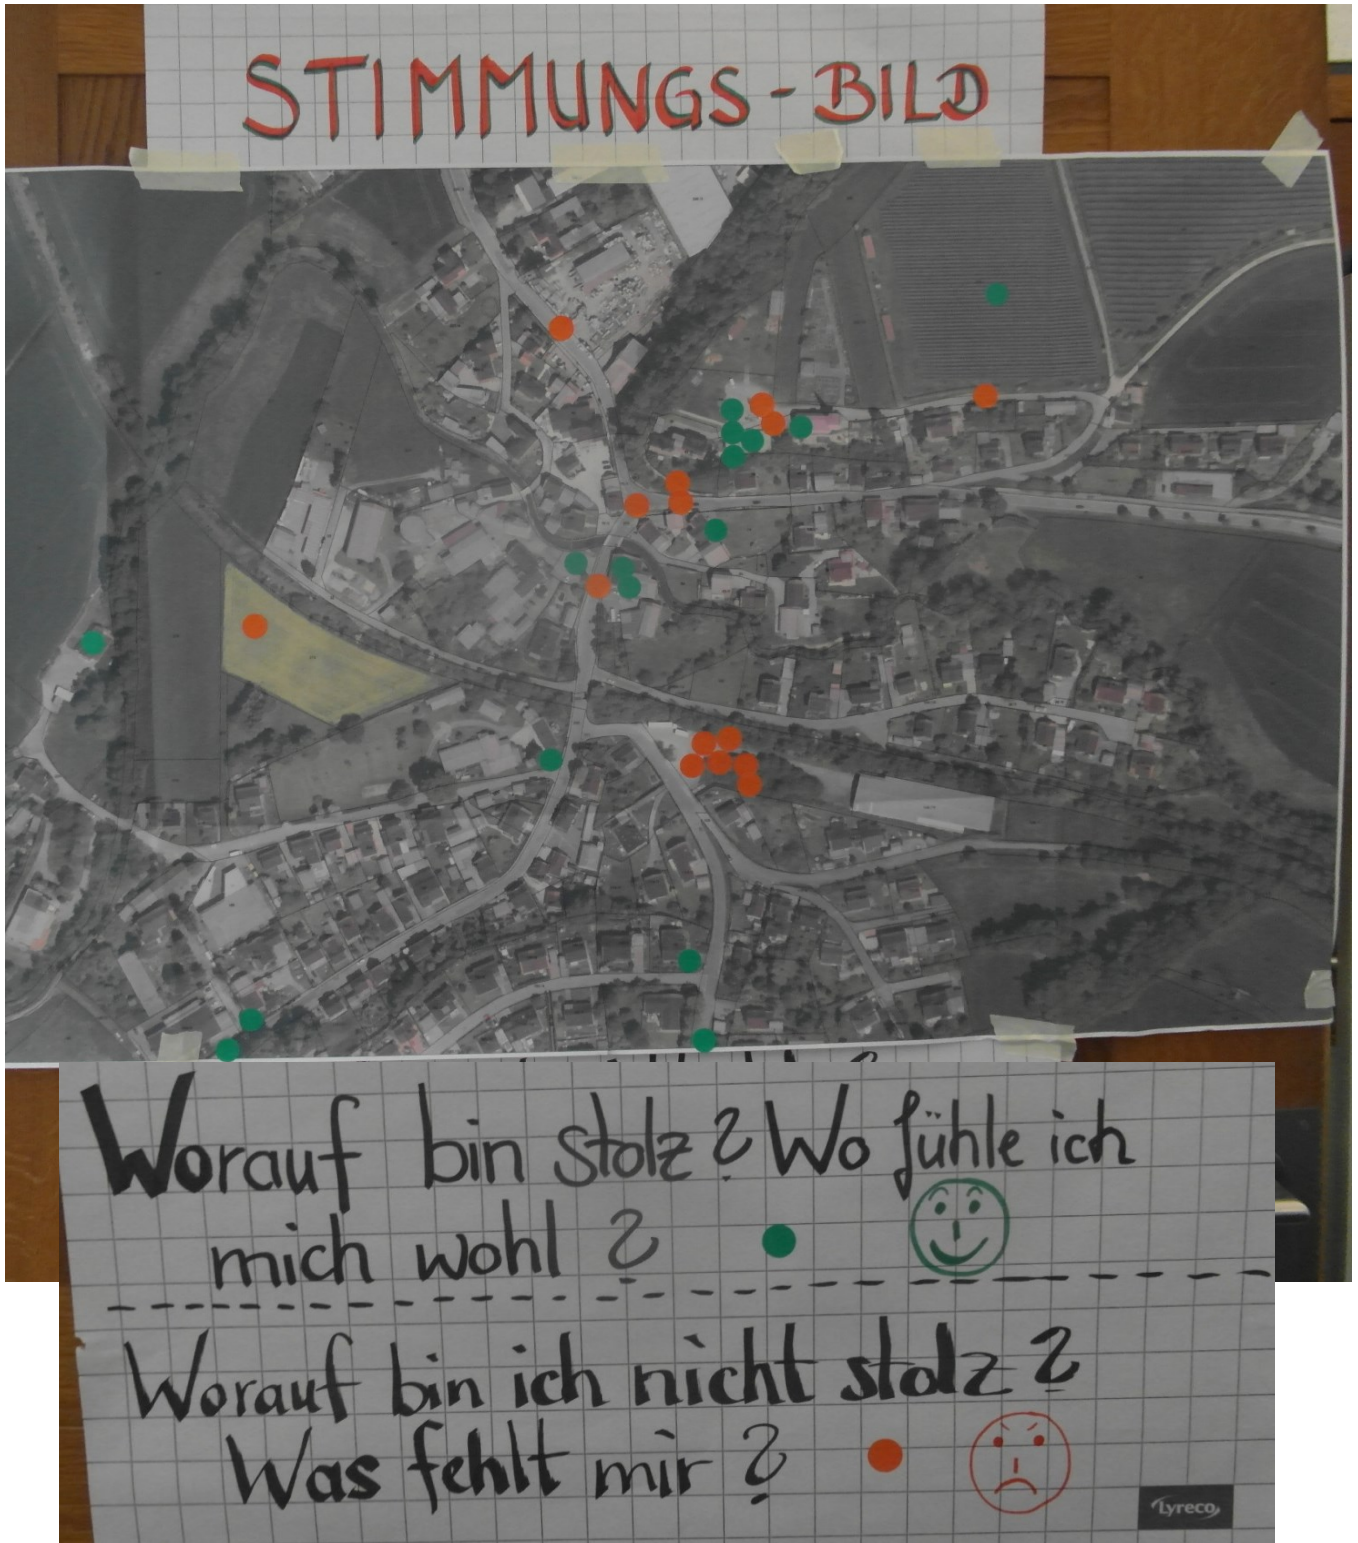 STIMMUNGS - BILD
Worauf bin stolz? Wo fühle ich
mich wohl ?
Worauf bin ich nicht stolz ?
Was fehlt mir ?
Lyreco